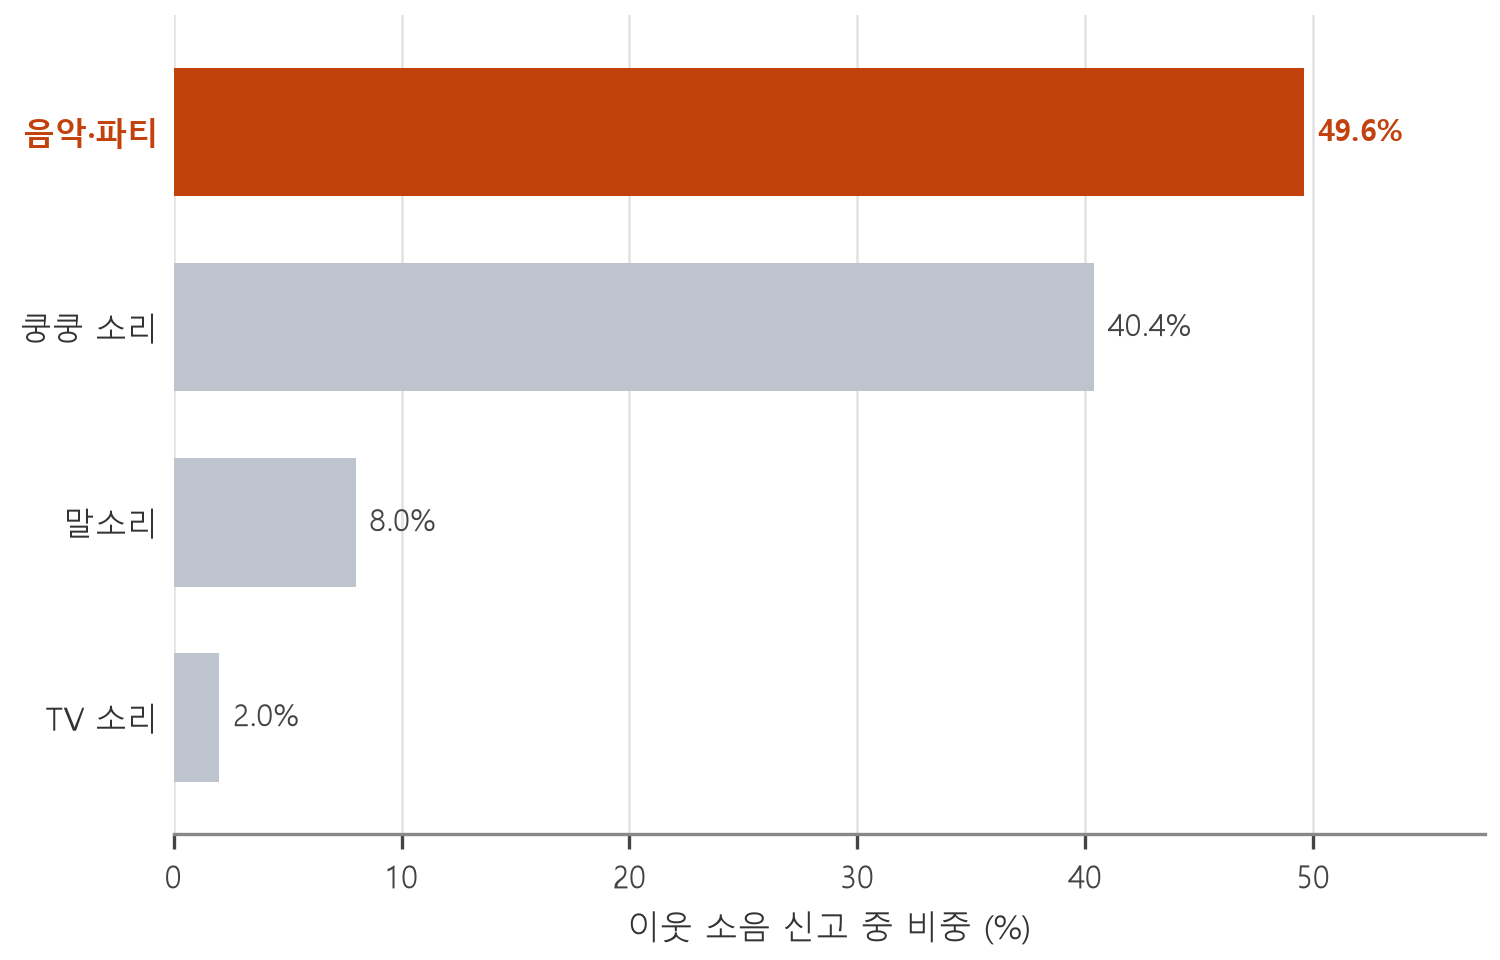 음악·파티 49.6%
쿵쿵 소리 40.4%
말소리 8.0%
TV 소리 2.0%
0 10 20 30 40 50
이웃 소음 신고 중 비중 (%)